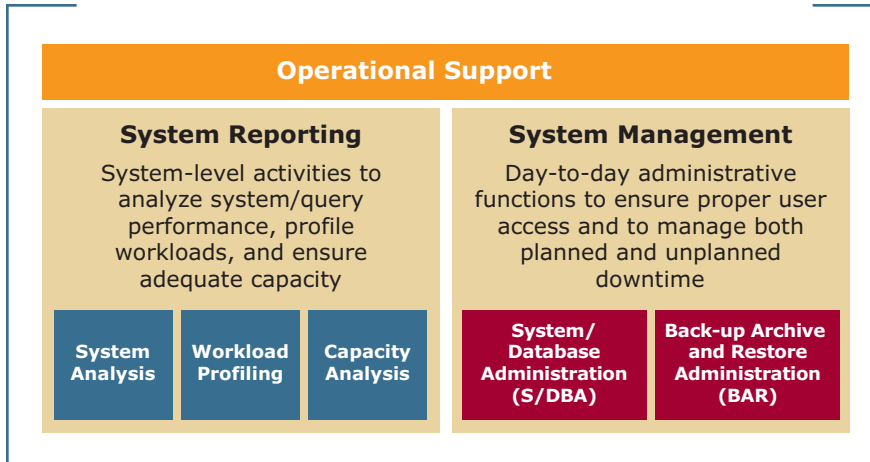 Operational Support
System Reporting
System-level activities to
analyze system/query
performance, profile
workloads, and ensure
adequate capacity
System
Analysis
Workload
Profiling
Capacity
Analysis
System Management
Day-to-day administrative
functions to ensure proper user
access and to manage both
planned and unplanned
downtime
System/
Database
Administration
(S/DBA)
Back-up Archive
and Restore
Administration
(BAR)